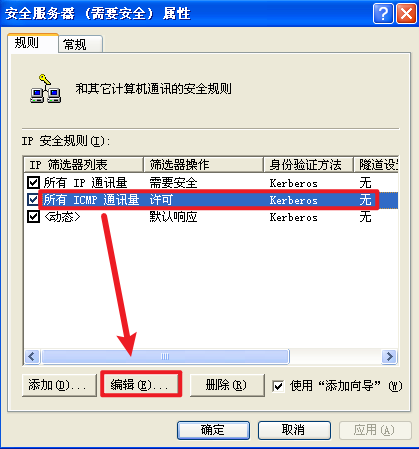 安全服务器 (需要安全) 属性
规则 常规
和其它计算机通讯的安全规则
IP 安全规则(I):
IP 筛选器列表 筛选器操作 身份验证方法 隧道设
所有 IP 通讯量 需要安全 Kerberos 无
所有 ICMP 通讯量 许可 Kerberos 无
<动态> 默认响应 Kerberos 无
添加(D)... 编辑(E)... 删除(R) 使用“添加向导”(W)
确定 取消 应用(A)